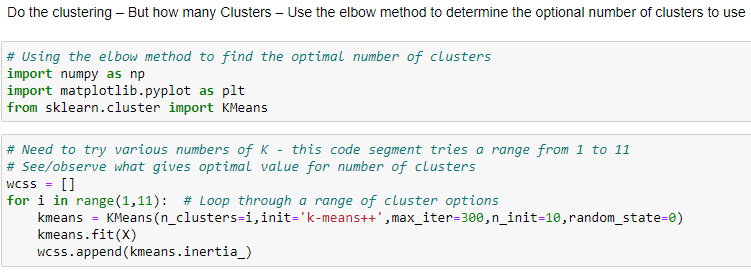 Do the clustering – But how many Clusters – Use the elbow method to determine the optional number of clusters to use
# Using the elbow method to find the optimal number of clusters
import numpy as np
import matplotlib.pyplot as plt
from sklearn.cluster import KMeans
# Need to try various numbers of K - this code segment tries a range from 1 to 11
# See/observe what gives optimal value for number of clusters
wcss = []
for i in range(1,11):  # Loop through a range of cluster options
    kmeans = KMeans(n_clusters=i,init='k-means++',max_iter=300,n_init=10,random_state=0)
    kmeans.fit(X)
    wcss.append(kmeans.inertia_)